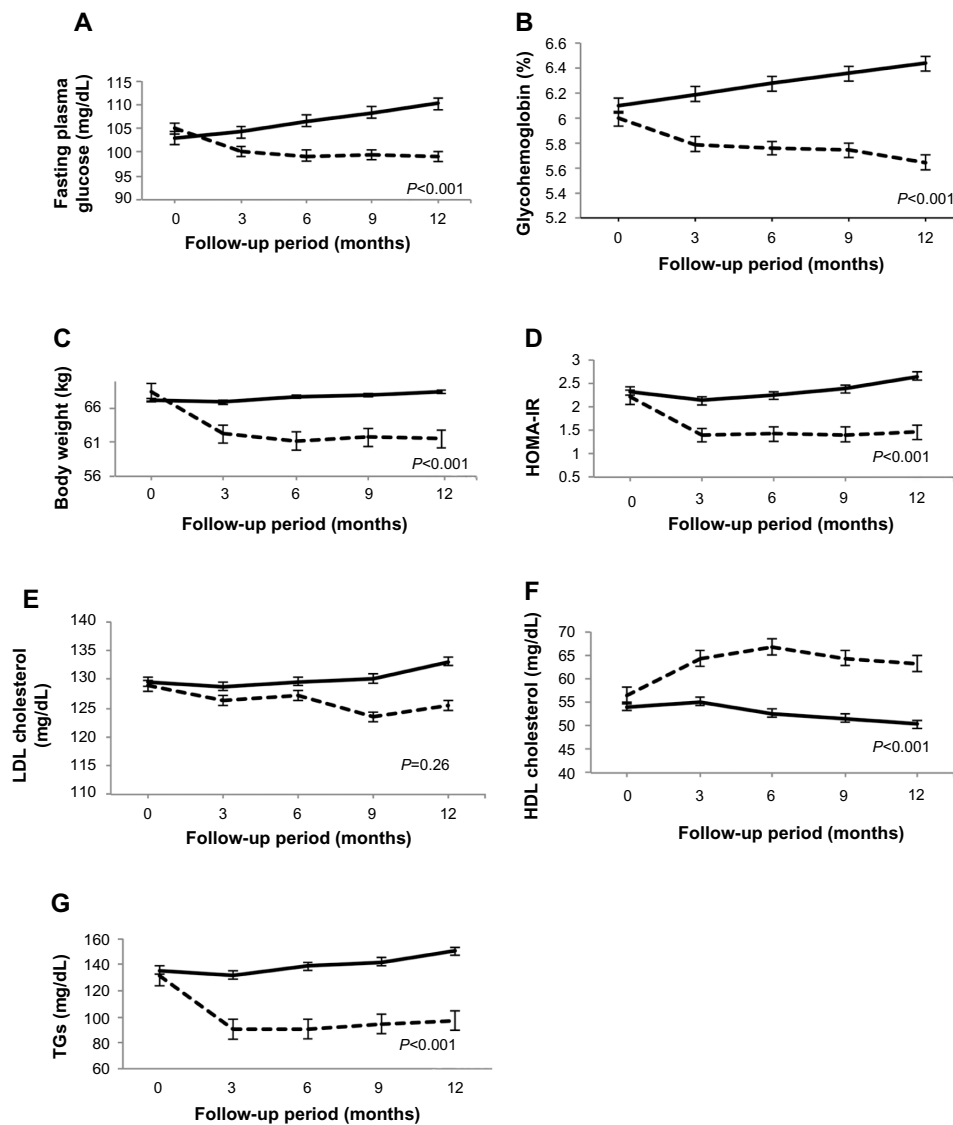 A
Fasting plasma
glucose (mg/dL)
115
110
105
100
95
90
P<0.001
0 3 6 9 12
Follow-up period (months)
B
Glycohemoglobin (%)
6.6
6.4
6.2
6
5.8
5.6
5.4
5.2
P<0.001
0 3 6 9 12
Follow-up period (months)
C
Body weight (kg)
66
61
56
P<0.001
0 3 6 9 12
Follow-up period (months)
D
HOMA-IR
3
2.5
2
1.5
1
0.5
P<0.001
0 3 6 9 12
Follow-up period (months)
E
LDL cholesterol
(mg/dL)
140
135
130
125
120
115
110
P=0.26
0 3 6 9 12
Follow-up period (months)
F
HDL cholesterol (mg/dL)
70
65
60
55
50
45
40
P<0.001
0 3 6 9 12
Follow-up period (months)
G
TGs (mg/dL)
160
140
120
100
80
60
P<0.001
0 3 6 9 12
Follow-up period (months)